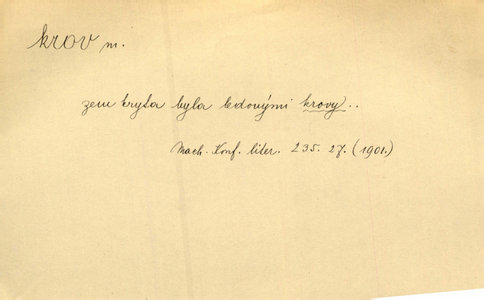 krov m.
zem kryta byla ledovými krovy..
Mach. Konf. liter. 235. 27. (1901.)